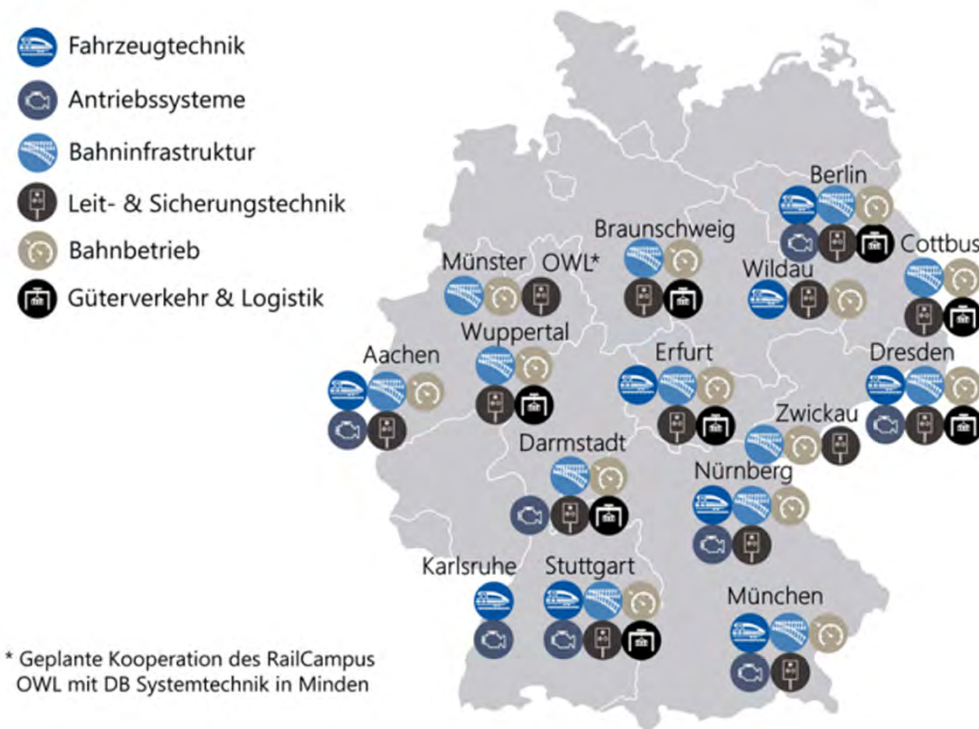 Fahrzeugtechnik
Antriebssysteme
Bahninfrastruktur
Leit- & Sicherungstechnik
Bahnbetrieb
Güterverkehr & Logistik
Berlin
Braunschweig
Cottbus
Münster OWL*
Wildau
Wuppertal
Aachen
Erfurt
Dresden
Zwickau
Darmstadt
Nürnberg
Karlsruhe
Stuttgart
München
* Geplante Kooperation des RailCampus
OWL mit DB Systemtechnik in Minden